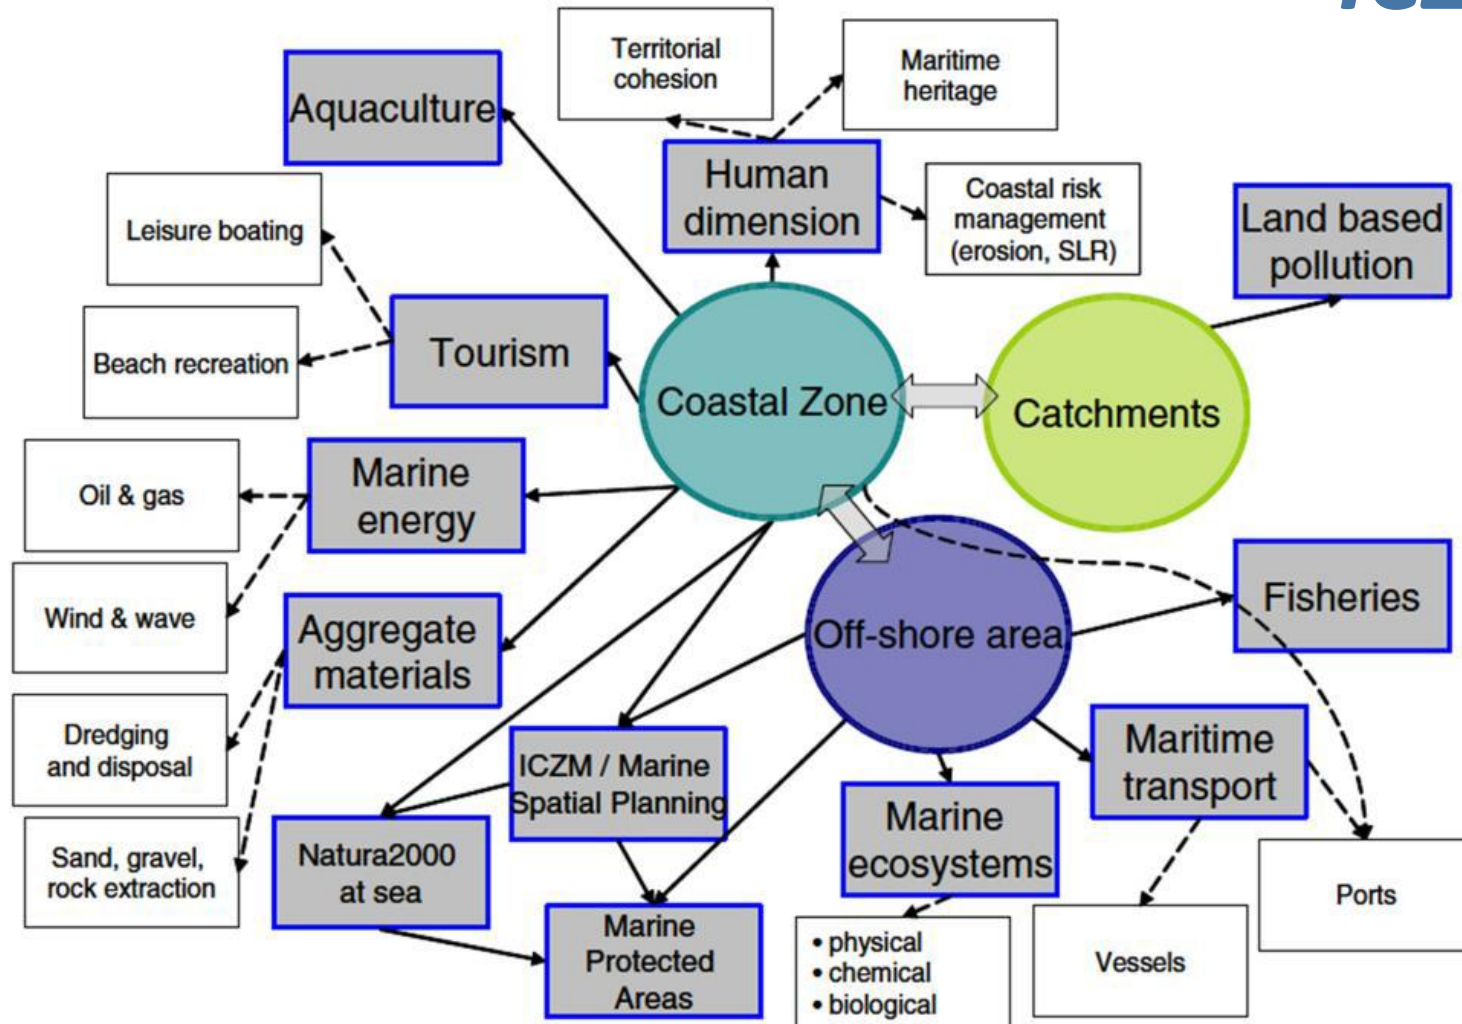 Territorial
cohesion
Maritime
heritage
Aquaculture
Human
dimension
Coastal risk
management
(erosion, SLR)
Land based
pollution
Leisure boating
Beach recreation
Tourism
Coastal Zone
Catchments
Oil & gas
Marine
energy
Wind & wave
Aggregate
materials
Off-shore area
Fisheries
Dredging
and disposal
ICZM / Marine
Spatial Planning
Maritime
transport
Sand, gravel,
rock extraction
Natura2000
at sea
Marine
ecosystems
Ports
Marine
Protected
Areas
• physical
• chemical
• biological
Vessels